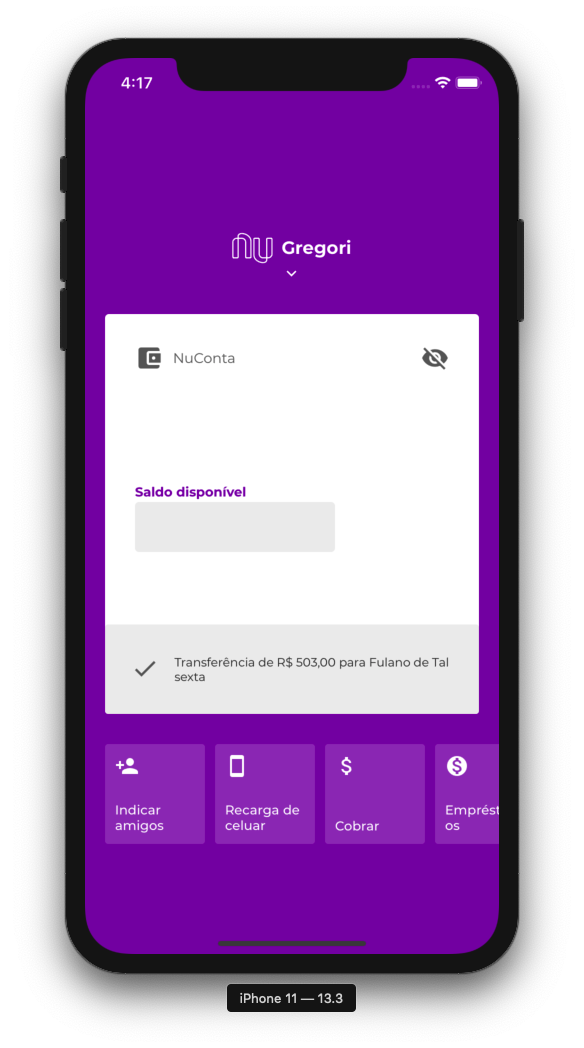 4:17
nu Gregori
NuConta
Saldo disponível
Transferência de R$ 503,00 para Fulano de Tal
sexta
Indicar
amigos
Recarga de
celuar
Cobrar
Emprést
os
iPhone 11 — 13.3